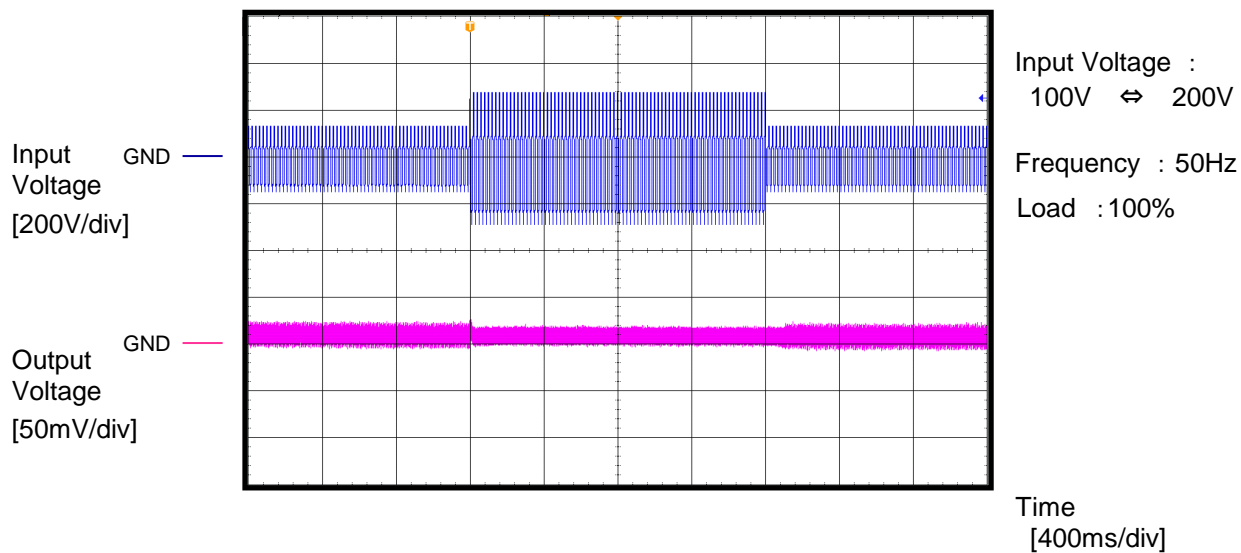 T
Input Voltage :
100V ⇔ 200V
Input
Voltage
[200V/div]
GND
Frequency : 50Hz
Load : 100%
Output
Voltage
[50mV/div]
GND
Time
[400ms/div]